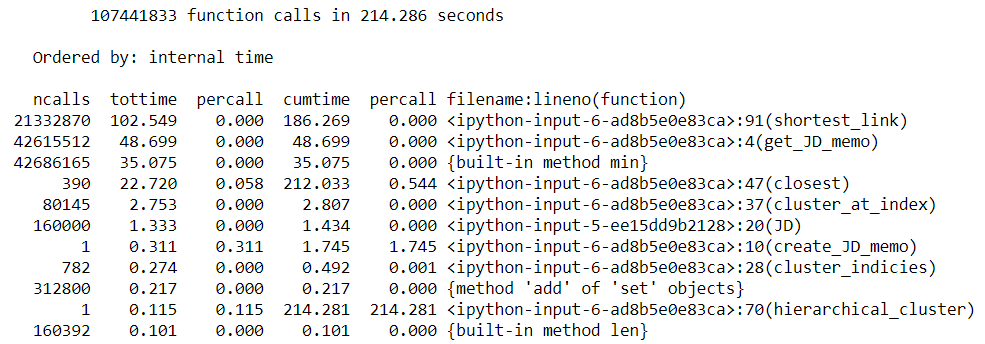 107441833 function calls in 214.286 seconds
Ordered by: internal time
ncalls tottime percall cumtime percall filename:lineno(function)
21332870 102.549 0.000 186.269 0.000 <ipython-input-6-ad8b5e0e83ca>:91(shortest_link)
42615512 48.699 0.000 48.699 0.000 <ipython-input-6-ad8b5e0e83ca>:4(get_JD_memo)
42686165 35.075 0.000 35.075 0.000 {built-in method min}
390 22.720 0.058 212.033 0.544 <ipython-input-6-ad8b5e0e83ca>:47(closest)
80145 2.753 0.000 2.807 0.000 <ipython-input-6-ad8b5e0e83ca>:37(cluster_at_index)
160000 1.333 0.000 1.434 0.000 <ipython-input-5-ee15dd9b2128>:20(JD)
1 0.311 0.311 1.745 1.745 <ipython-input-6-ad8b5e0e83ca>:10(create_JD_memo)
782 0.274 0.000 0.492 0.001 <ipython-input-6-ad8b5e0e83ca>:28(cluster_indicies)
312800 0.217 0.000 0.217 0.000 {method 'add' of 'set' objects}
1 0.115 0.115 214.281 214.281 <ipython-input-6-ad8b5e0e83ca>:70(hierarchical_cluster)
160392 0.101 0.000 0.101 0.000 {built-in method len}